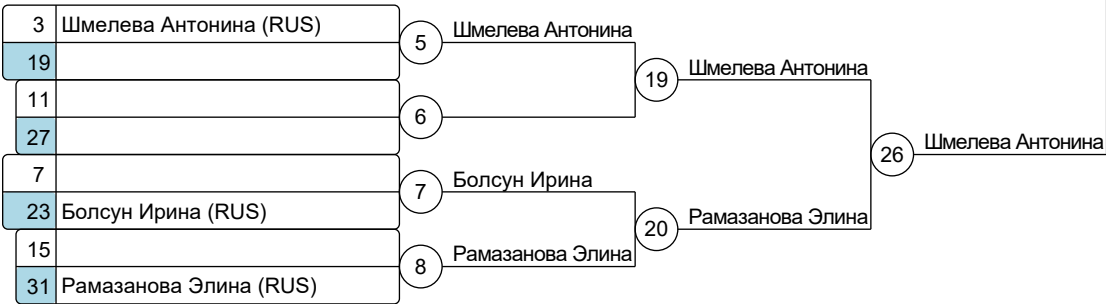 3 Шмелева Антонина (RUS)
19
11
27
7
23 Болсун Ирина (RUS)
15
31 Рамазанова Элина (RUS)
5
6
7
8
Шмелева Антонина
Болсун Ирина
Рамазанова Элина
19
20
Шмелева Антонина
Рамазанова Элина
26
Шмелева Антонина